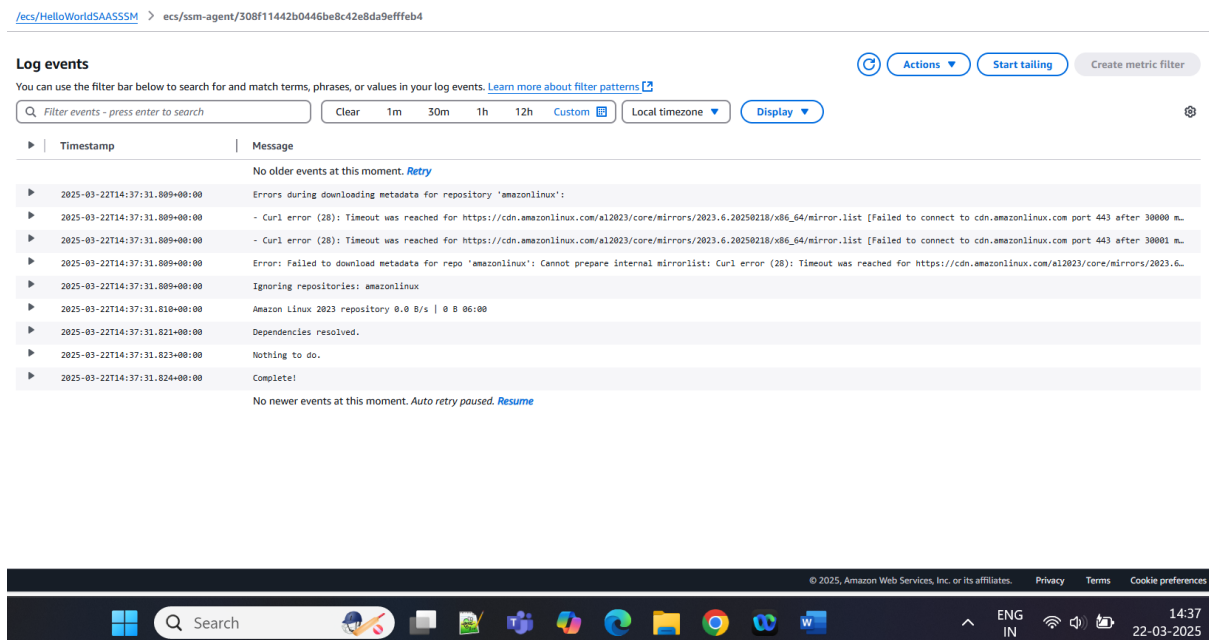 /ecs/HelloWorldSAASSSM > ecs/ssm-agent/308f11442b0446be8c42e8da9efffeb4
Log events
Actions ▼ Start tailing Create metric filter
You can use the filter bar below to search for and match terms, phrases, or values in your log events. Learn more about filter patterns
Filter events - press enter to search
Clear 1m 30m 1h 12h Custom Local timezone ▼ Display ▼
Timestamp Message
No older events at this moment. Retry
2025-03-22T14:37:31.809+00:00 Errors during downloading metadata for repository 'amazonlinux':
2025-03-22T14:37:31.809+00:00 - Curl error (28): Timeout was reached for https://cdn.amazonlinux.com/al2023/core/mirrors/2023.6.20250218/x86_64/mirror.list [Failed to connect to cdn.amazonlinux.com port 443 after 30000 m…
2025-03-22T14:37:31.809+00:00 - Curl error (28): Timeout was reached for https://cdn.amazonlinux.com/al2023/core/mirrors/2023.6.20250218/x86_64/mirror.list [Failed to connect to cdn.amazonlinux.com port 443 after 30001 m…
2025-03-22T14:37:31.809+00:00 Error: Failed to download metadata for repo 'amazonlinux': Cannot prepare internal mirrorlist: Curl error (28): Timeout was reached for https://cdn.amazonlinux.com/al2023/core/mirrors/2023.6…
2025-03-22T14:37:31.809+00:00 Ignoring repositories: amazonlinux
2025-03-22T14:37:31.810+00:00 Amazon Linux 2023 repository 0.0 B/s | 0 B 06:00
2025-03-22T14:37:31.821+00:00 Dependencies resolved.
2025-03-22T14:37:31.823+00:00 Nothing to do.
2025-03-22T14:37:31.824+00:00 Complete!
No newer events at this moment. Auto retry paused. Resume
© 2025, Amazon Web Services, Inc. or its affiliates. Privacy Terms Cookie preferences
Search
ENG 14:37
IN 22-03-2025